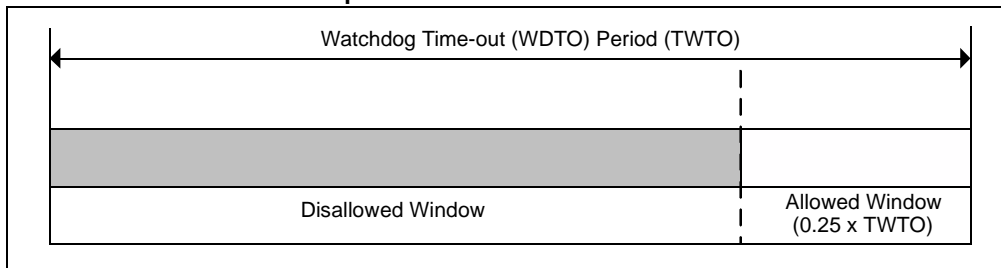 Watchdog Time-out (WDTO) Period (TWTO)
Disallowed Window
Allowed Window
(0.25 x TWTO)